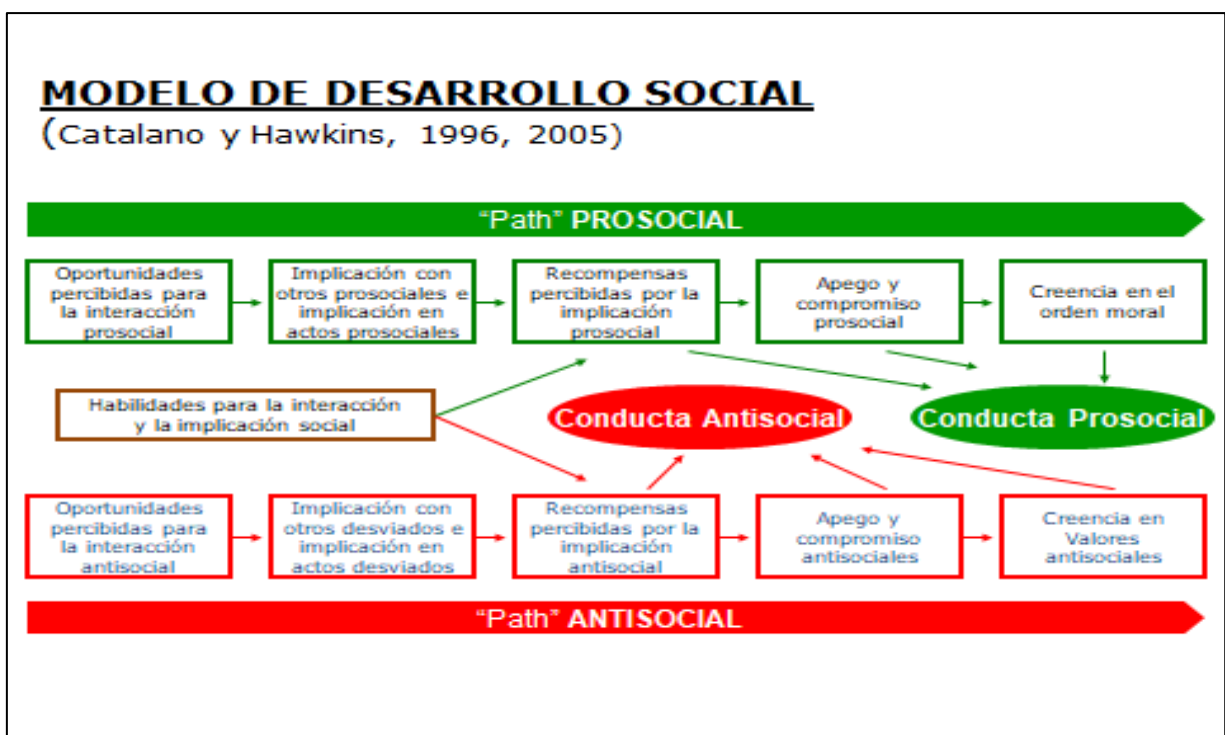 MODELO DE DESARROLLO SOCIAL
(Catalano y Hawkins, 1996, 2005)
“Path” PROSOCIAL
Oportunidades
percibidas para
la interacción
prosocial
Implicación con
otros prosociales e
implicación en
actos prosociales
Recompensas
percibidas por la
implicación
prosocial
Apego y
compromiso
prosocial
Creencia en el
orden moral
Habilidades para la interacción
y la implicación social
Conducta Antisocial
Conducta Prosocial
Oportunidades
percibidas para
la interacción
antisocial
Implicación con
otros desviados e
implicación en
actos desviados
Recompensas
percibidas por la
implicación
antisocial
Apego y
compromiso
antisociales
Creencia en
Valores
antisociales
“Path” ANTISOCIAL